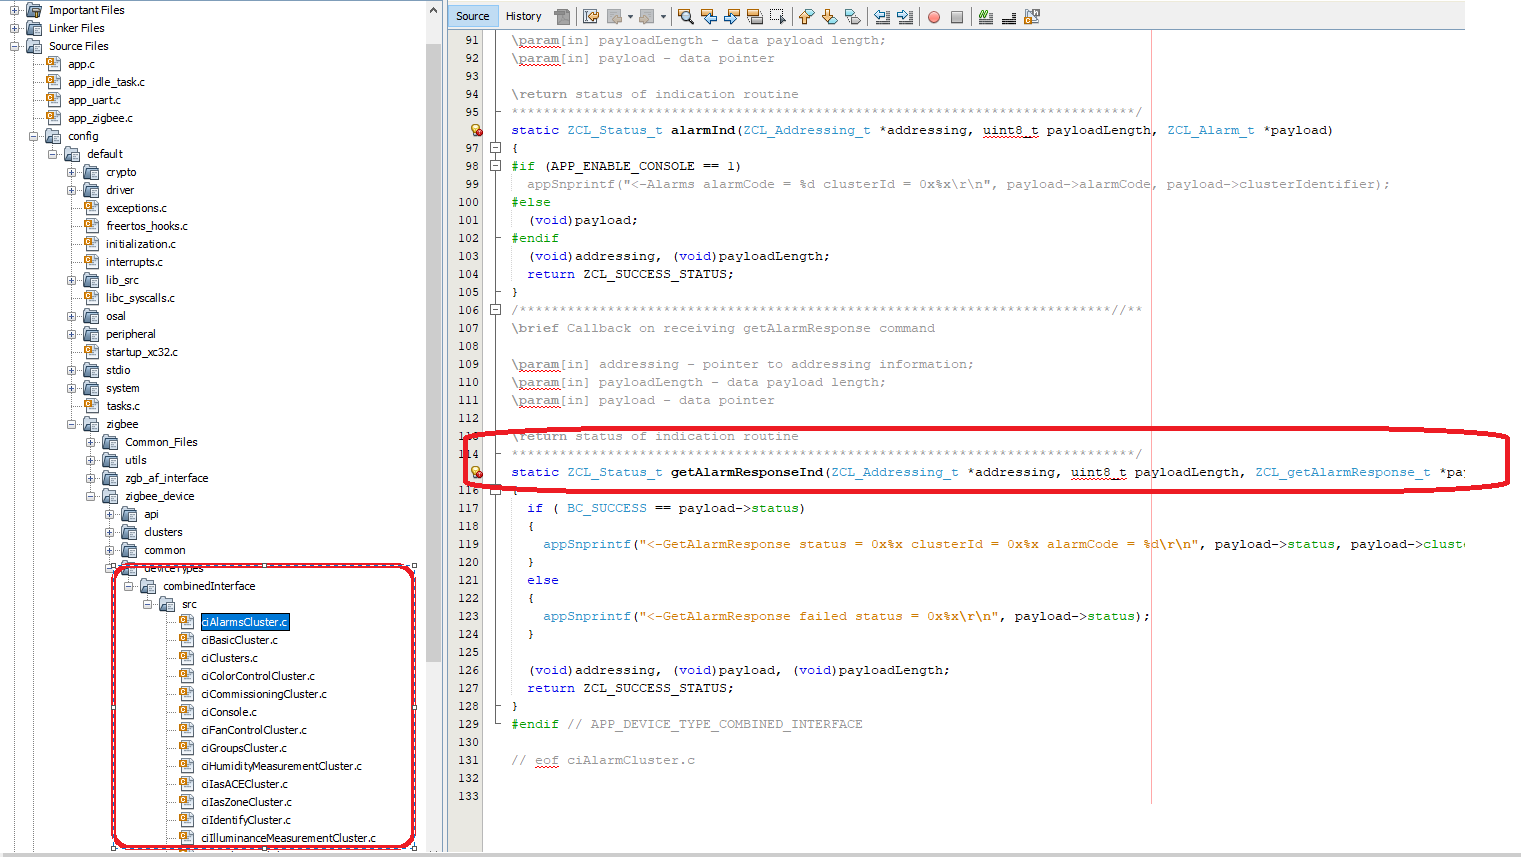 Important Files
Linker Files
Source Files
app.c
app_idle_task.c
app_uart.c
app_zigbee.c
config
default
crypto
driver
exceptions.c
freertos_hooks.c
initialization.c
interrupts.c
lib_src
libc_syscalls.c
osal
peripheral
startup_xc32.c
stdio
system
tasks.c
zigbee
Common_Files
utils
zgb_af_interface
zigbee_device
api
clusters
common
deviceTypes
combinedInterface
src
ciAlarmsCluster.c
ciBasicCluster.c
ciClusters.c
ciColorControlCluster.c
ciCommissioningCluster.c
ciConsole.c
ciFanControlCluster.c
ciGroupsCluster.c
ciHumidityMeasurementCluster.c
ciIasACECluster.c
ciIasZoneCluster.c
ciIdentifyCluster.c
ciIlluminanceMeasurementCluster.c
Source History
91 \param[in] payloadLength - data payload length;
92 \param[in] payload - data pointer
93
94 \return status of indication routine
95 ******************************************************************************/
static ZCL_Status_t alarmInd(ZCL_Addressing_t *addressing, uint8_t payloadLength, ZCL_Alarm_t *payload)
97 {
98 #if (APP_ENABLE_CONSOLE == 1)
99 appSnprintf("<-Alarms alarmCode = %d clusterId = 0x%x\r\n", payload->alarmCode, payload->clusterIdentifier);
100 #else
101 (void)payload;
102 #endif
103 (void)addressing, (void)payloadLength;
104 return ZCL_SUCCESS_STATUS;
105 }
106 /**************************************************************************//**
107 \brief Callback on receiving getAlarmResponse command
108
109 \param[in] addressing - pointer to addressing information;
110 \param[in] payloadLength - data payload length;
111 \param[in] payload - data pointer
112
113 \return status of indication routine
114 ******************************************************************************/
static ZCL_Status_t getAlarmResponseInd(ZCL_Addressing_t *addressing, uint8_t payloadLength, ZCL_getAlarmResponse_t *pay
116 {
117 if ( BC_SUCCESS == payload->status)
118 {
119 appSnprintf("<-GetAlarmResponse status = 0x%x clusterId = 0x%x alarmCode = %d\r\n", payload->status, payload->cluste
120 }
121 else
122 {
123 appSnprintf("<-GetAlarmResponse failed status = 0x%x\r\n", payload->status);
124 }
125
126 (void)addressing, (void)payload, (void)payloadLength;
127 return ZCL_SUCCESS_STATUS;
128 }
129 #endif // APP_DEVICE_TYPE_COMBINED_INTERFACE
130
131 // eof ciAlarmCluster.c
132
133